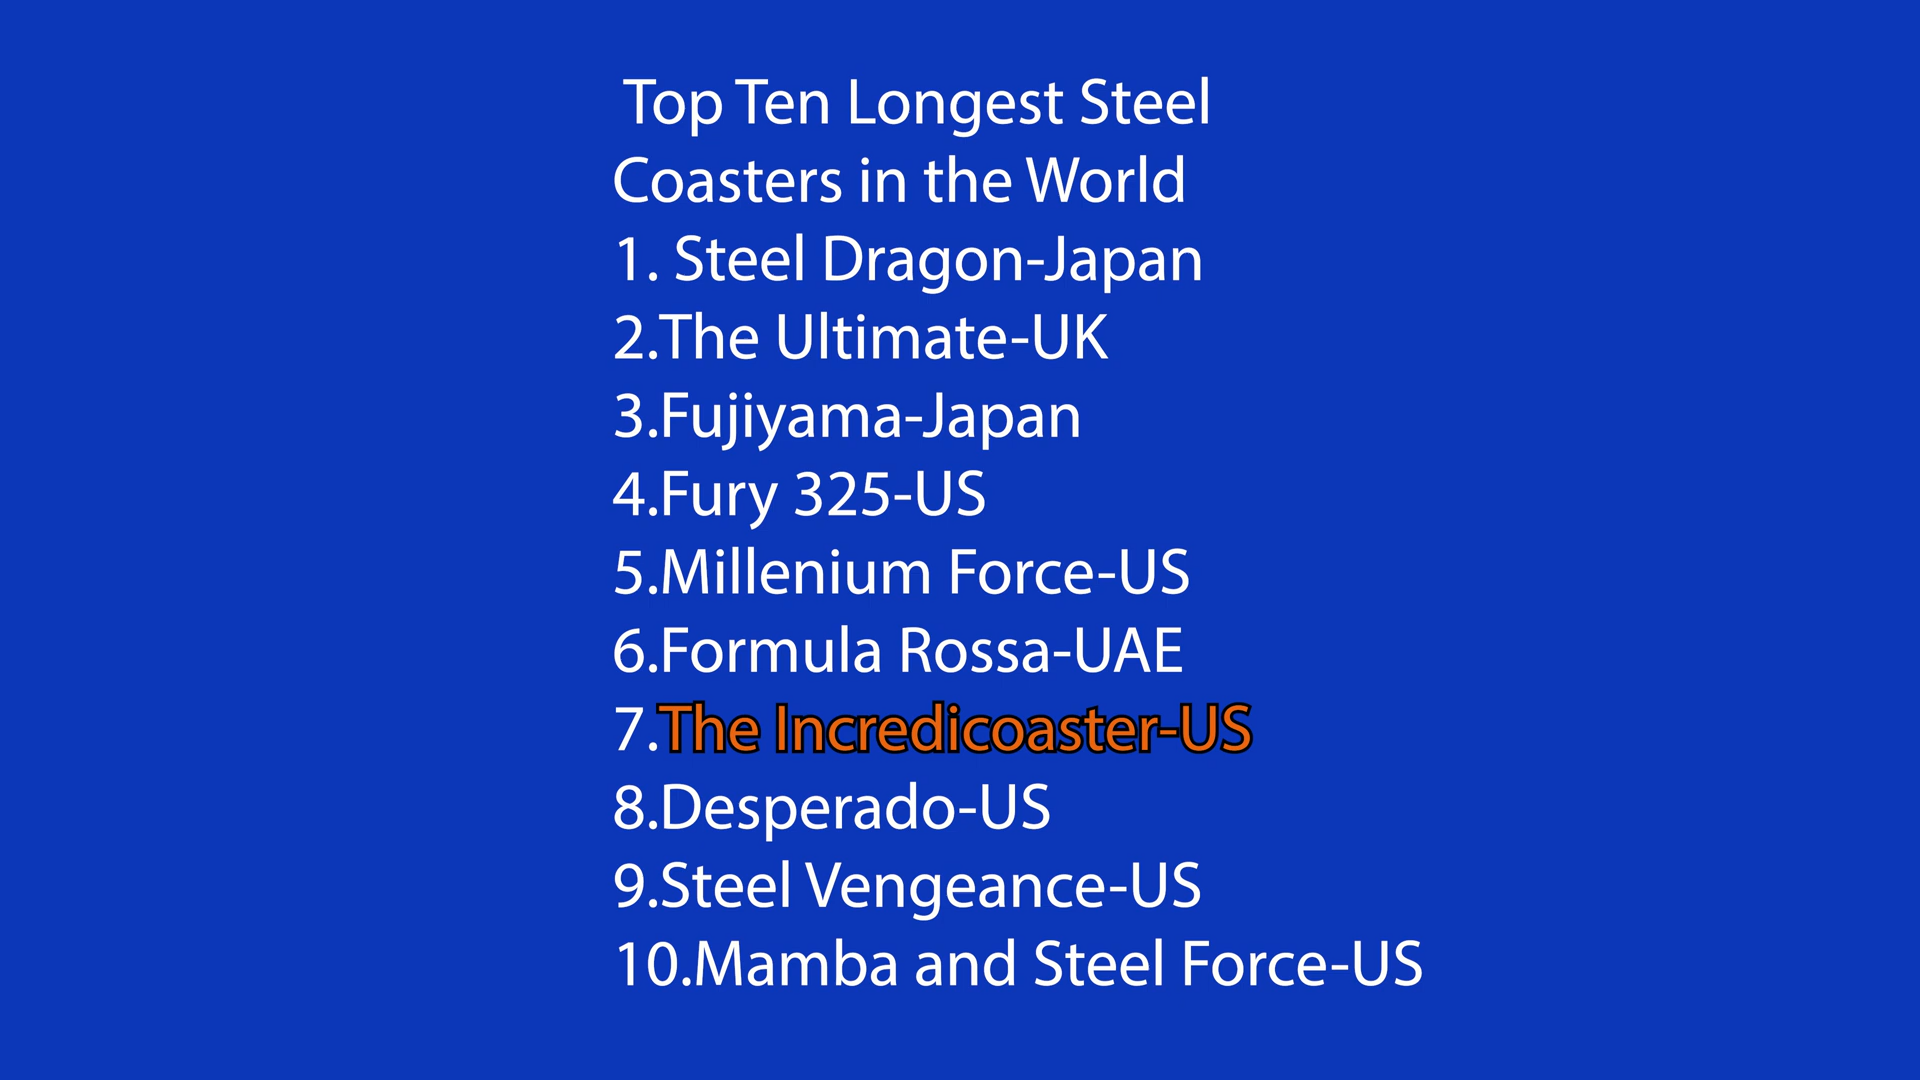 Top Ten Longest Steel
Coasters in the World
1. Steel Dragon-Japan
2.The Ultimate-UK
3.Fujiyama-Japan
4.Fury 325-US
5.Millenium Force-US
6.Formula Rossa-UAE
7.The Incredicoaster-US
8.Desperado-US
9.Steel Vengeance-US
10.Mamba and Steel Force-US